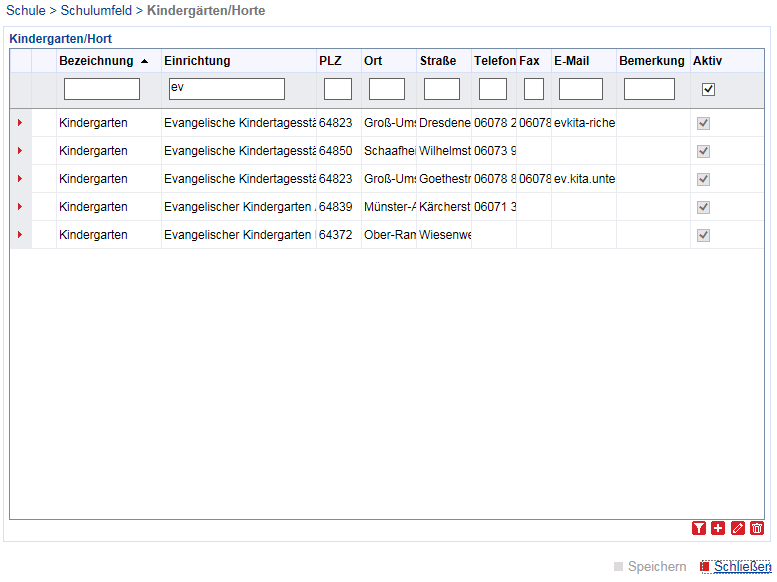 Schule > Schulumfeld > Kindergärten/Horte
Kindergarten/Hort
Bezeichnung Einrichtung PLZ Ort Straße Telefon Fax E-Mail Bemerkung Aktiv
ev
Kindergarten Evangelische Kindertagesstä 64823 Groß-Ums Dresdene 06078 2 06078 evkita-riche
Kindergarten Evangelische Kindertagesstä 64850 Schaafhei Wilhelmst 06073 9
Kindergarten Evangelische Kindertagesstä 64823 Groß-Ums Goethestr 06078 8 06078 ev.kita.unte
Kindergarten Evangelischer Kindergarten 64839 Münster-A Kärcherst 06071 3
Kindergarten Evangelischer Kindergarten 64372 Ober-Ram Wiesenwe
Speichern Schließen